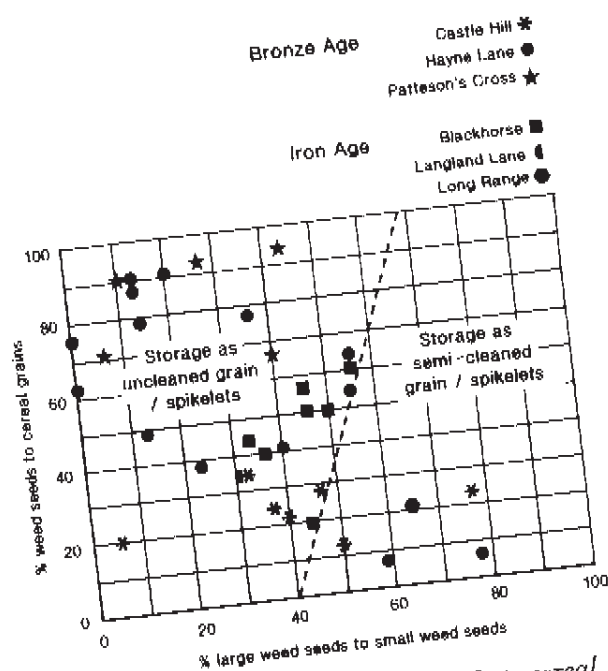 Bronze Age
Castle Hill
Hayne Lane
Patteson's Cross
Iron Age
Blackhorse
Langland Lane
Long Range
100
80
60
40
20
0
% weed seeds to cereal grains
Storage as
uncleaned grain
/ spikelets
Storage as
semi-cleaned
grain / spikelets
0
20
40
60
80
100
% large weed seeds to small weed seeds
cereal